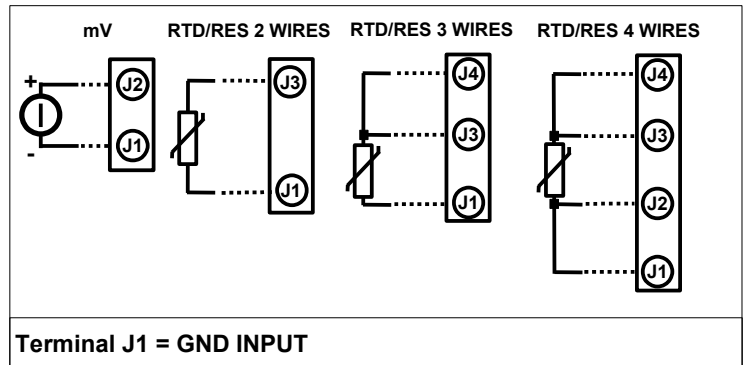 mV RTD/RES 2 WIRES RTD/RES 3 WIRES RTD/RES 4 WIRES
+ J2 J3 J4 J4
J3 J3
- J1 J1 J1 J2
J1
Terminal J1 = GND INPUT